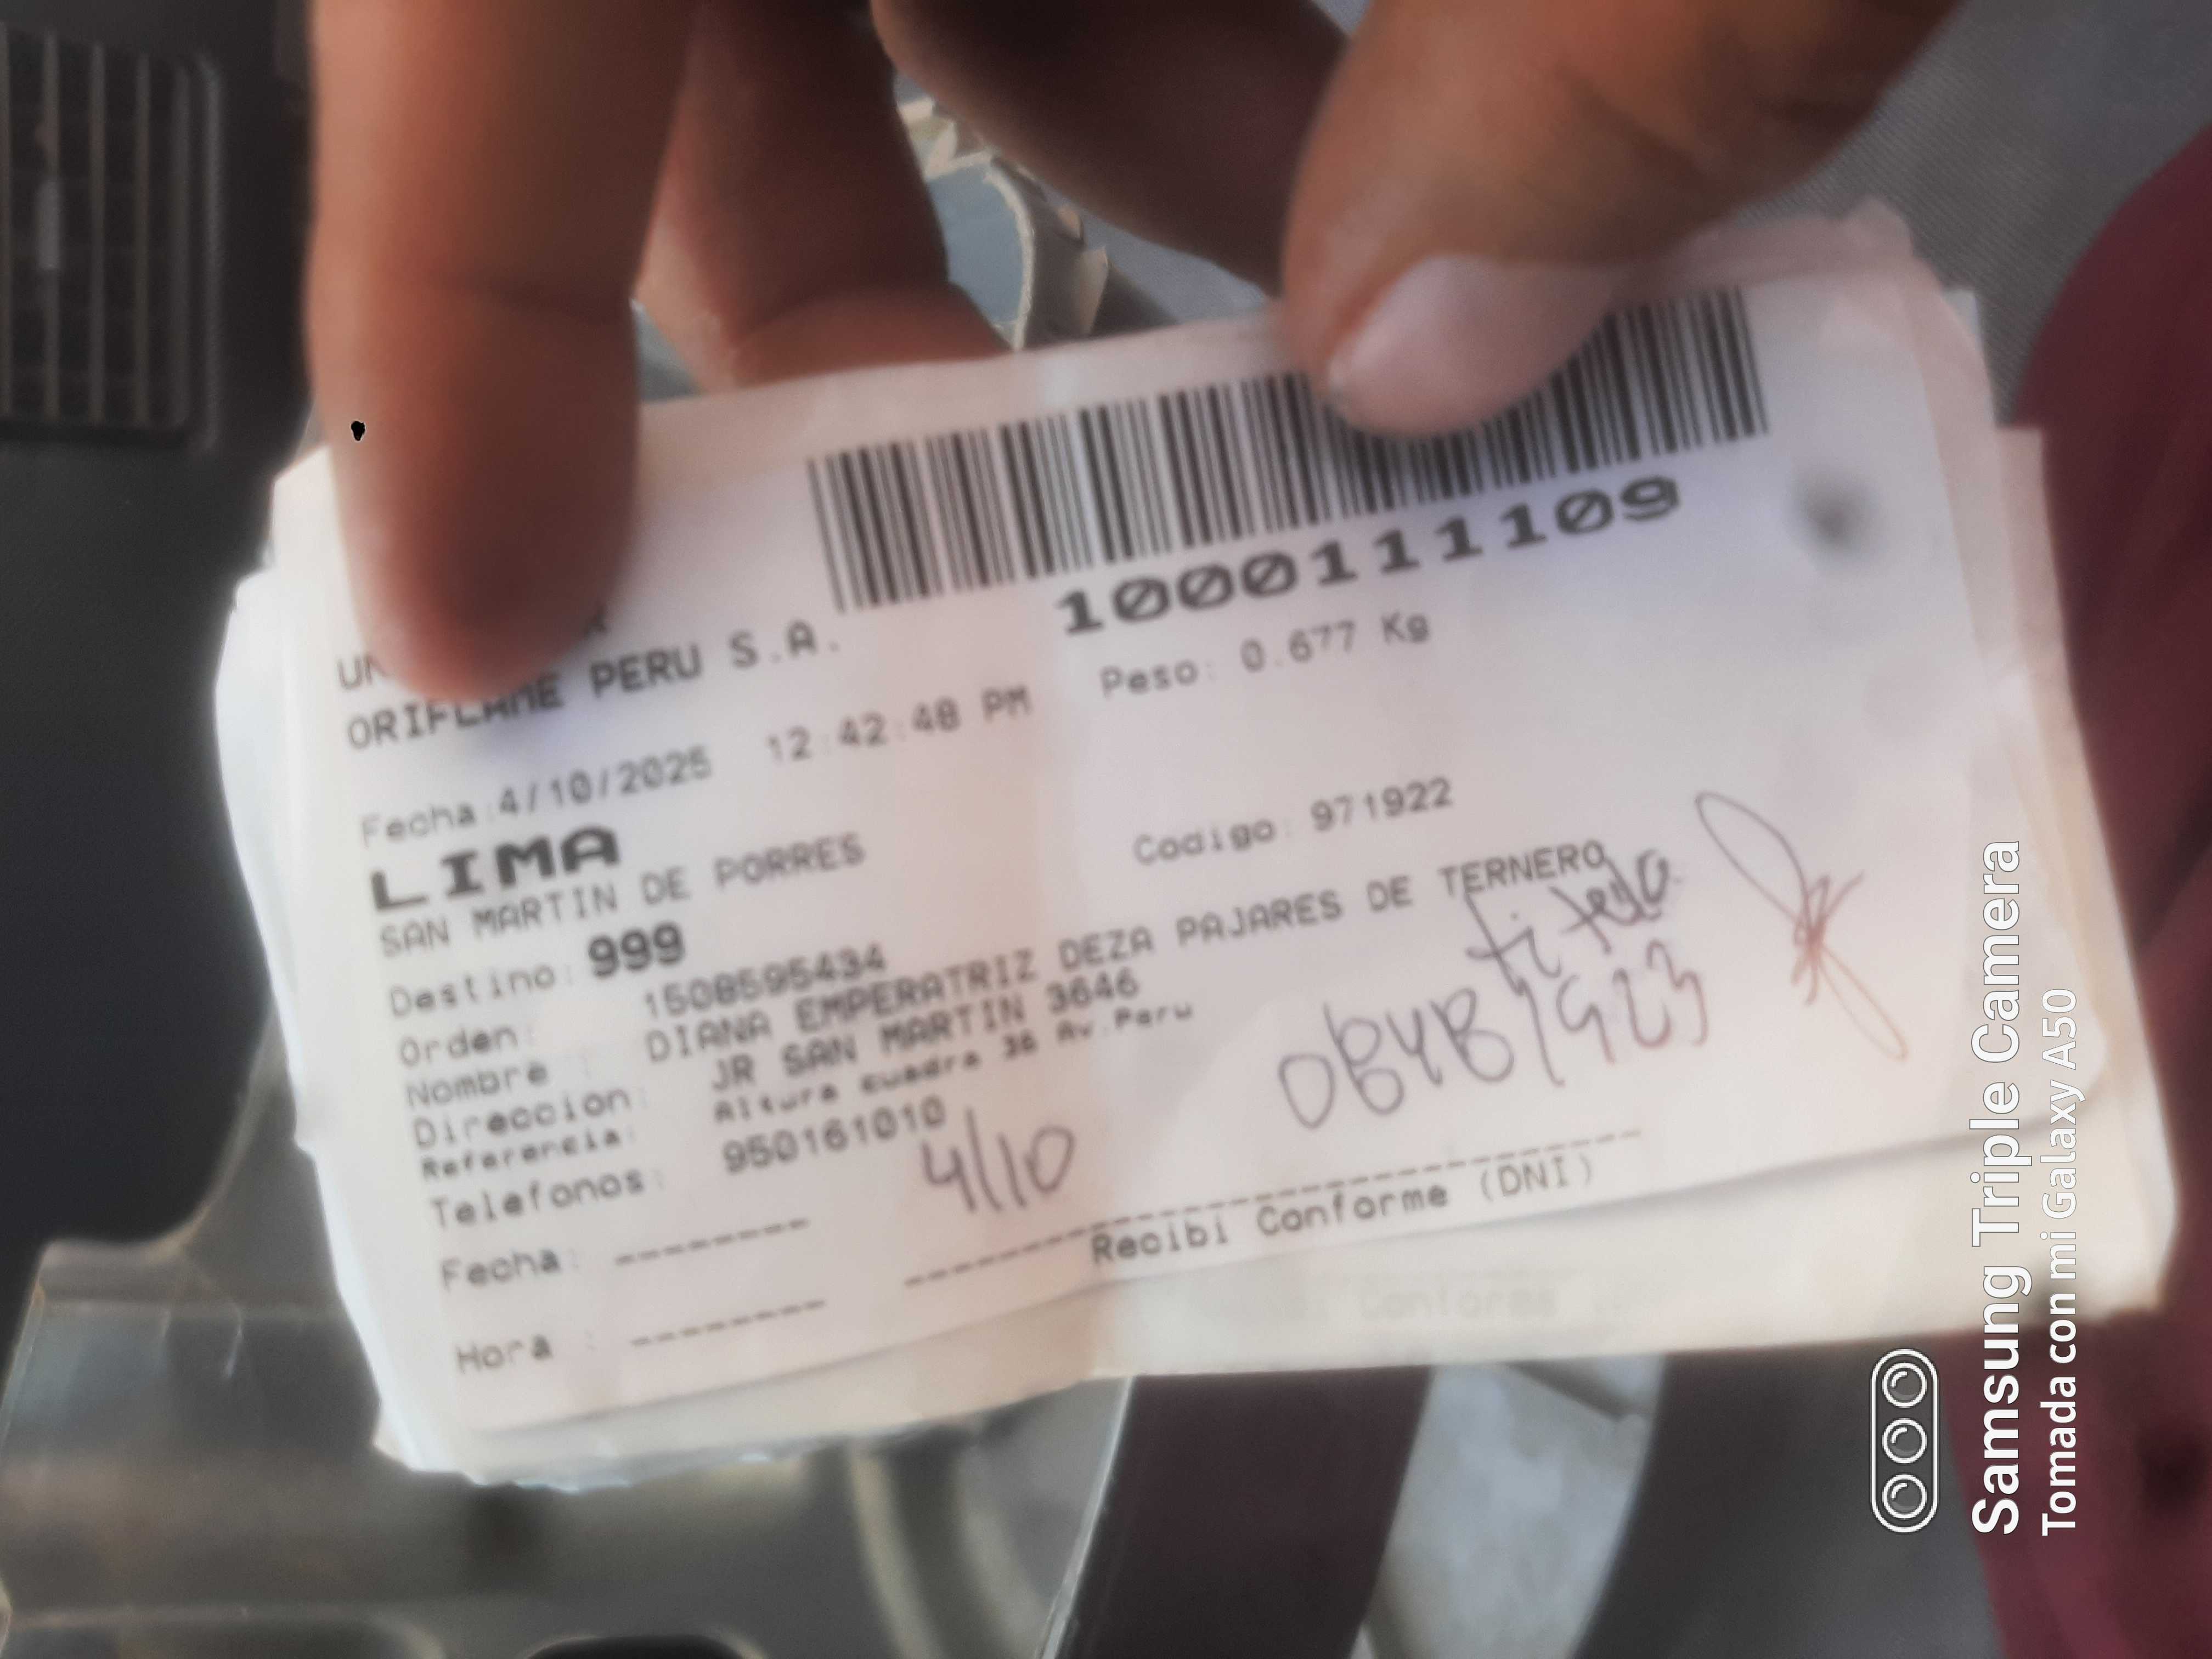 1000111109
ORIFLAME PERU S.A.
Peso: 0.677 Kg
Fecha:4/10/2025 12:42:48 PM
LIMA
SAN MARTIN DE PORRES
Codigo: 971922
Destino: 999
Orden: 1508595434
Nombre : DIANA EMPERATRIZ DEZA PAJARES DE TERNERO
Direccion: JR SAN MARTIN 3646
Referencia: Altura cuadra 36 Av.Peru
Telefonos: 950161010
titular
4/10
Fecha: --------
Recibi Conforme (DNI)
Hora : --------
Conforme
Samsung Triple Camera
Tomada con mi Galaxy A50